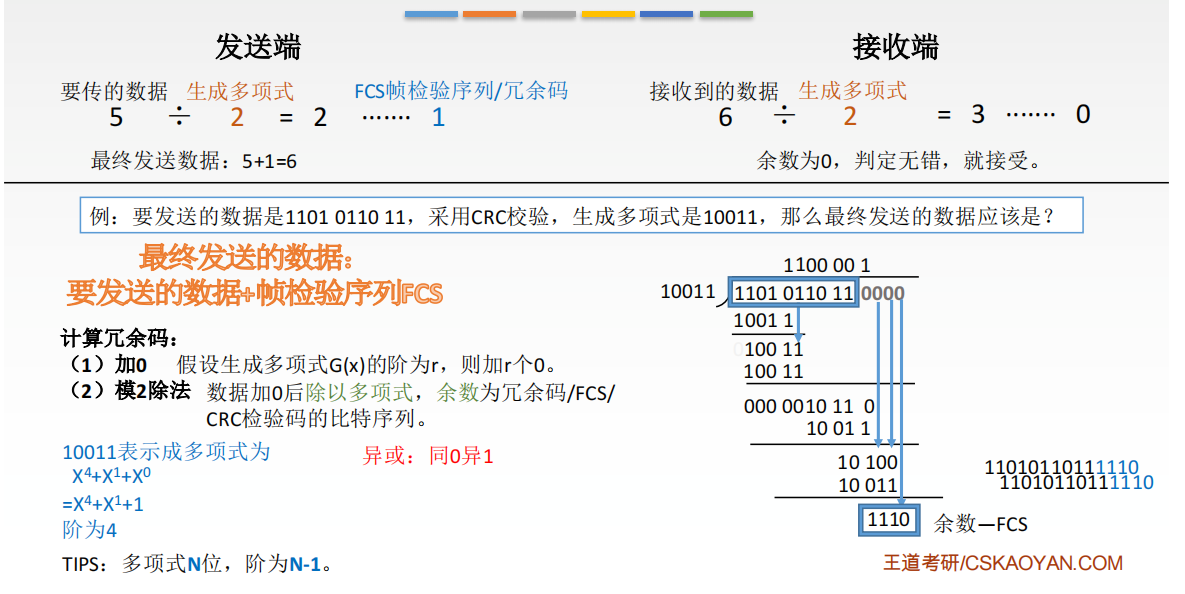 发送端
接收端
要传的数据 生成多项式 FCS帧检验序列/冗余码
5 ÷ 2 = 2 ······· 1
最终发送数据：5+1=6
接收到的数据 生成多项式
6 ÷ 2 = 3 ······· 0
余数为0，判定无错，就接受。
例：要发送的数据是1101 0110 11，采用CRC校验，生成多项式是10011，那么最终发送的数据应该是？
最终发送的数据：
要发送的数据+帧检验序列FCS
计算冗余码：
（1）加0 假设生成多项式G(x)的阶为r，则加r个0。
（2）模2除法 数据加0后除以多项式，余数为冗余码/FCS/
CRC检验码的比特序列。
10011表示成多项式为
X⁴+X¹+X⁰
=X⁴+X¹+1
阶为4
异或：同0异1
TIPS：多项式N位，阶为N-1。
1100 00 1
10011 1101 0110 11 0000
1001 1
0100 11
100 11
000 0010 11 0
10 01 1
10 100
10 011
1110 余数—FCS
11010110111110
11010110111110
王道考研/CSKAOYAN.COM